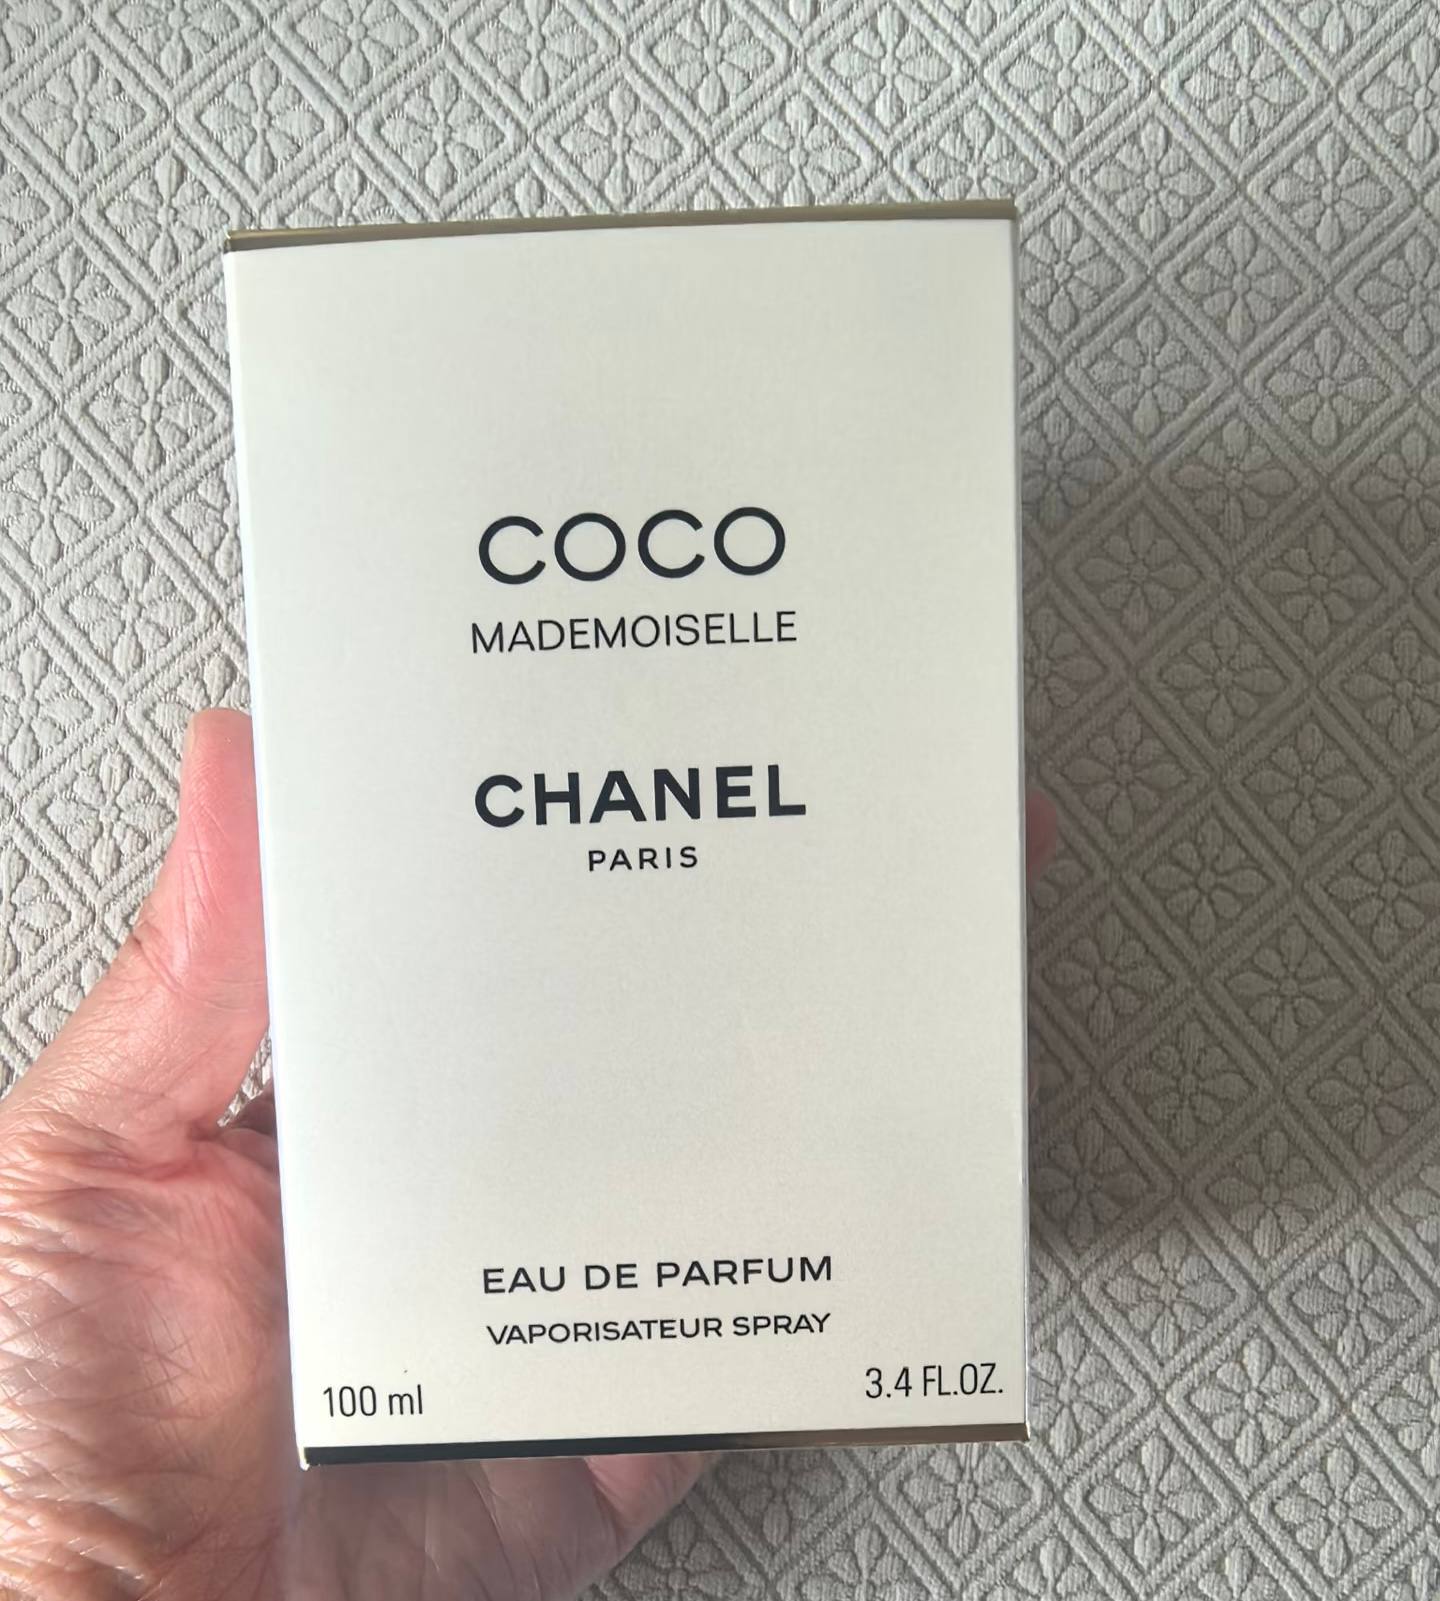 COCO
MADEMOISELLE
CHANEL
PARIS
EAU DE PARFUM
VAPORISATEUR SPRAY
100 ml
3.4 FL.OZ.